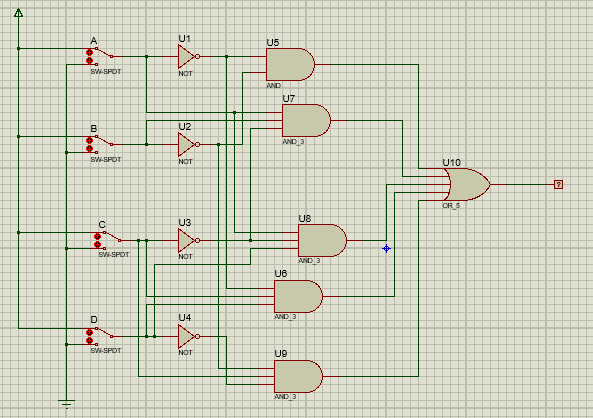 A
SW-SPDT
U1
NOT
U5
AND
U7
AND_3
B
SW-SPDT
U2
NOT
U10
OR_5
C
SW-SPDT
U3
NOT
U8
AND_3
U6
AND_3
D
SW-SPDT
U4
NOT
U9
AND_3
?